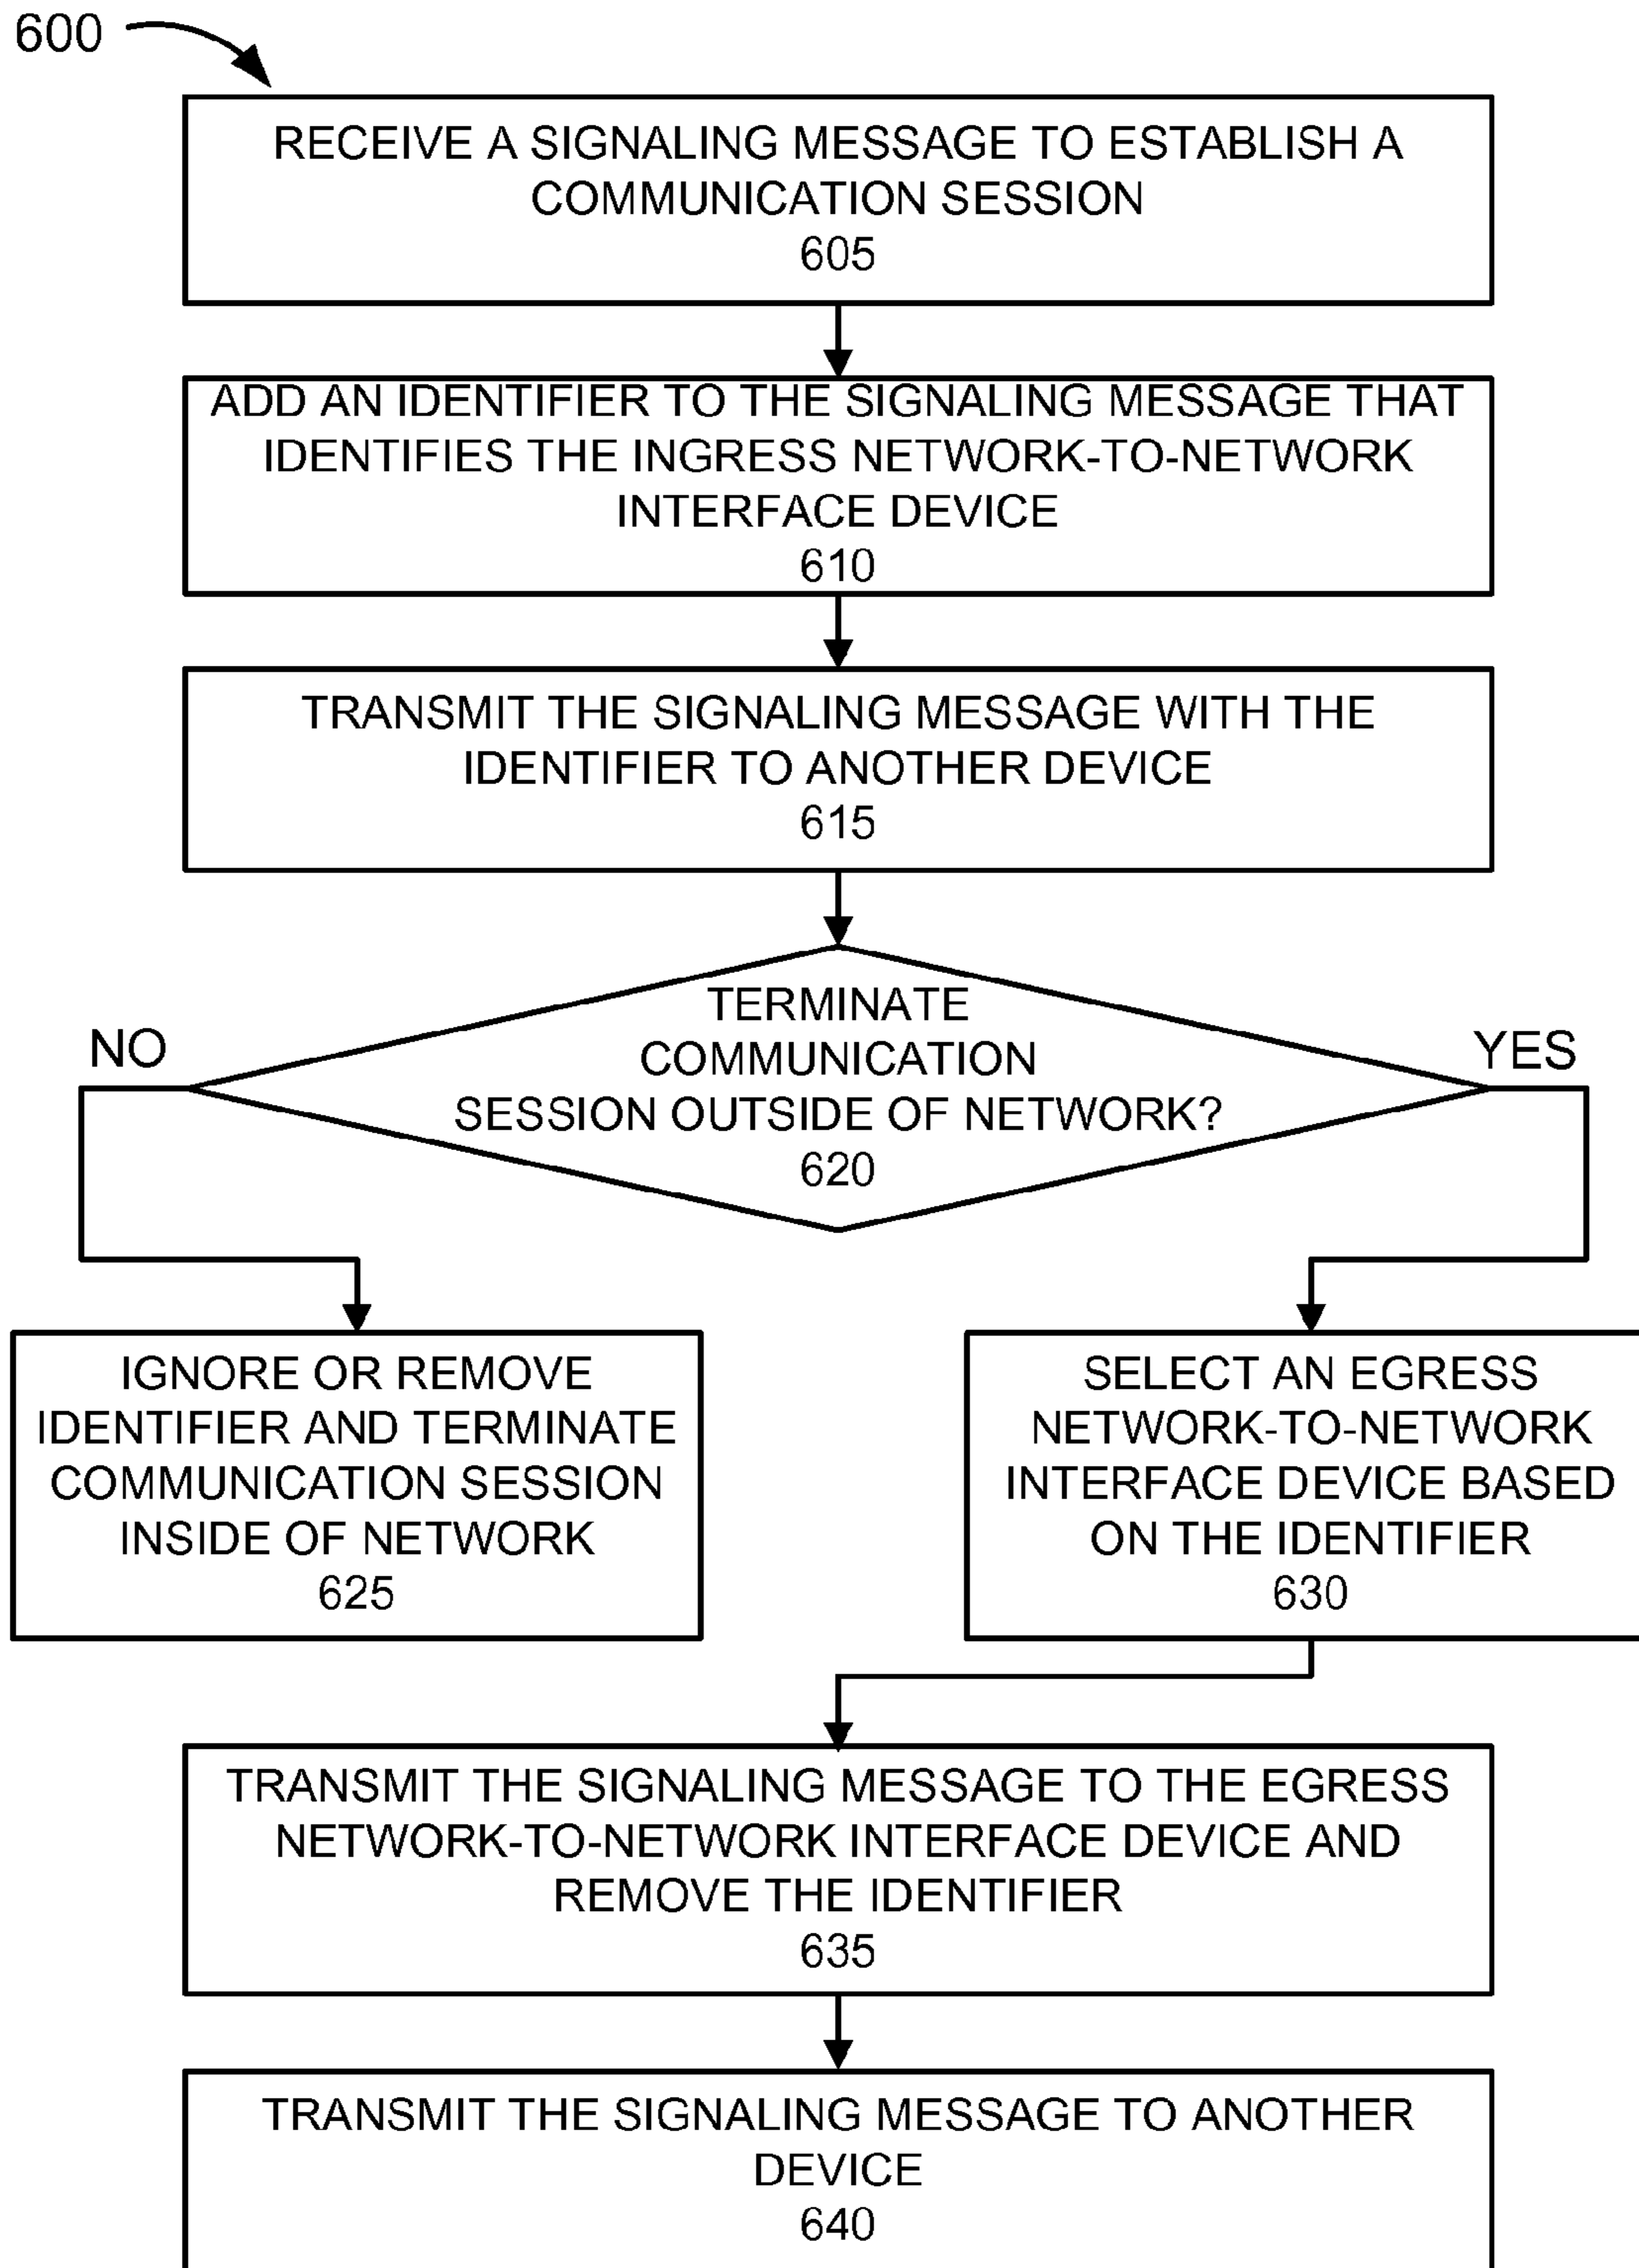 600
RECEIVE A SIGNALING MESSAGE TO ESTABLISH A
COMMUNICATION SESSION
605
ADD AN IDENTIFIER TO THE SIGNALING MESSAGE THAT
IDENTIFIES THE INGRESS NETWORK-TO-NETWORK
INTERFACE DEVICE
610
TRANSMIT THE SIGNALING MESSAGE WITH THE
IDENTIFIER TO ANOTHER DEVICE
615
TERMINATE
COMMUNICATION
SESSION OUTSIDE OF NETWORK?
620
NO
YES
IGNORE OR REMOVE
IDENTIFIER AND TERMINATE
COMMUNICATION SESSION
INSIDE OF NETWORK
625
SELECT AN EGRESS
NETWORK-TO-NETWORK
INTERFACE DEVICE BASED
ON THE IDENTIFIER
630
TRANSMIT THE SIGNALING MESSAGE TO THE EGRESS
NETWORK-TO-NETWORK INTERFACE DEVICE AND
REMOVE THE IDENTIFIER
635
TRANSMIT THE SIGNALING MESSAGE TO ANOTHER
DEVICE
640